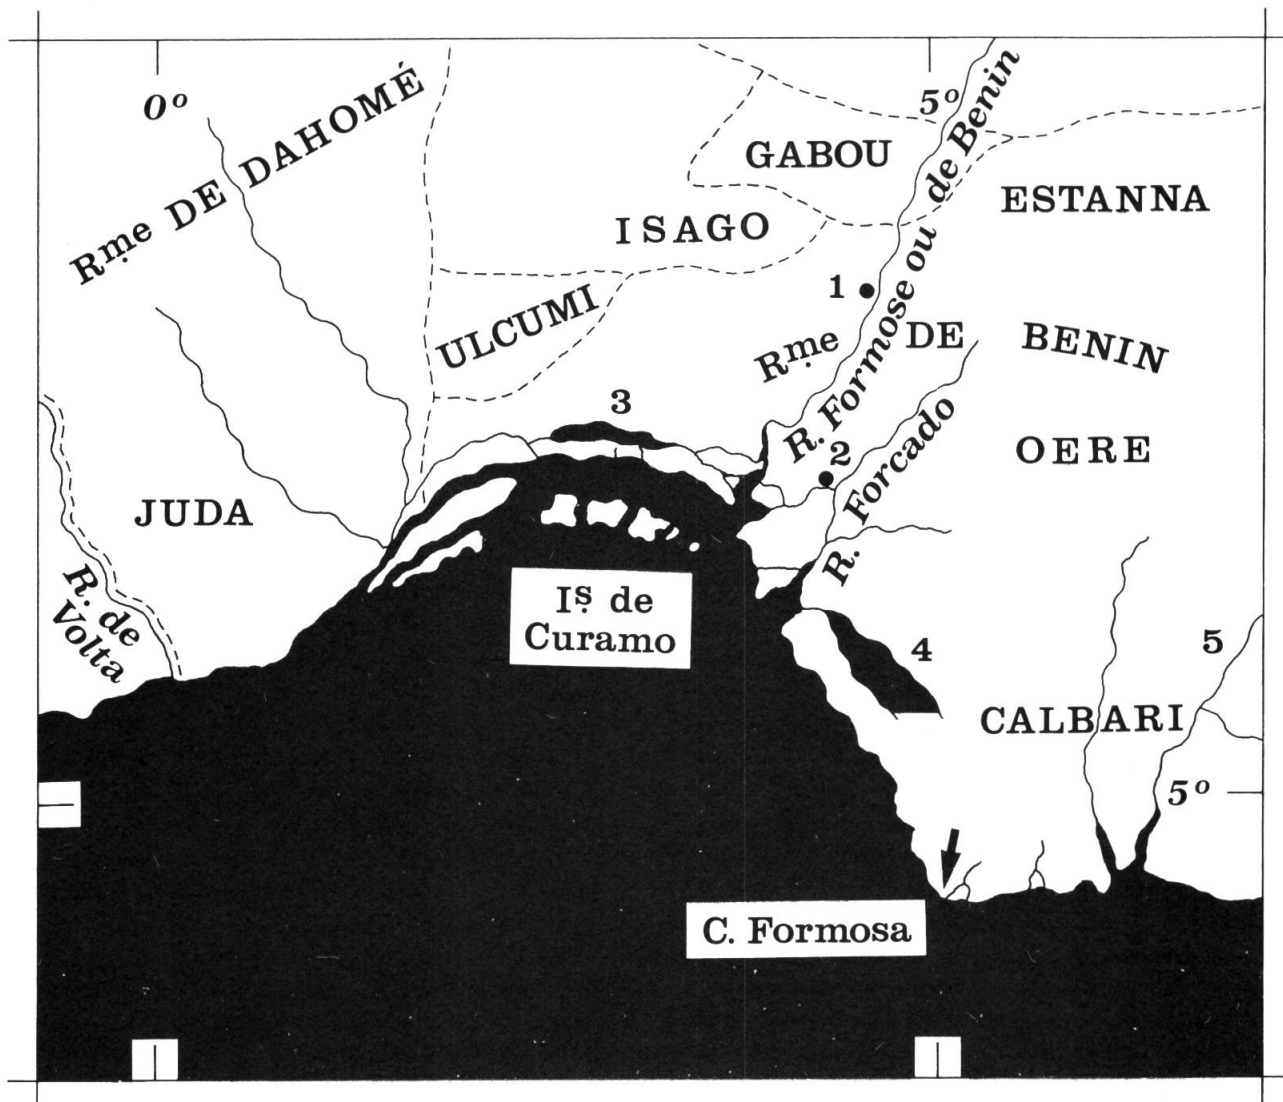 0º
5º
Rme DE DAHOMÉ
GABOU
ESTANNA
ISAGO
R. Formose ou de Benin
1
ULCUMI
Rme DE BENIN
3
2
OERE
R. Forcado
JUDA
R. de
Volta
Is. de
Curamo
4
5
CALBARI
5º
C. Formosa